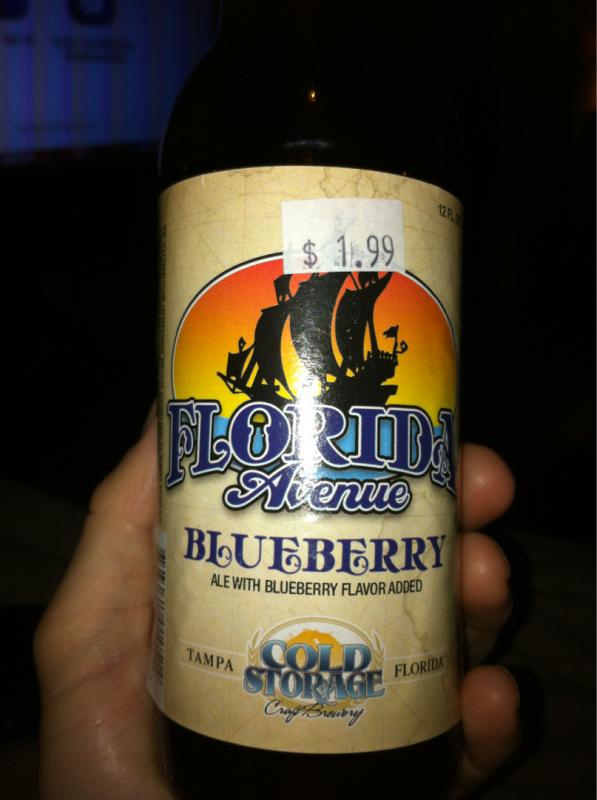 12 FL
$ 1.99
FLORIDA
Avenue
BLUEBERRY
ALE WITH BLUEBERRY FLAVOR ADDED
TAMPA
COLD
STORAGE
Craft Brewery
FLORIDA